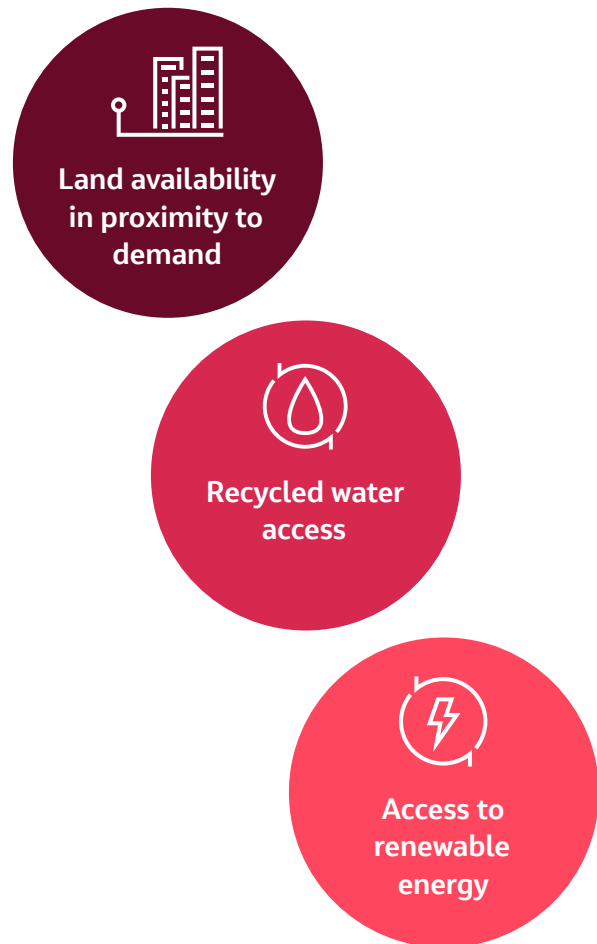 Land availability
in proximity to
demand
Recycled water
access
Access to
renewable
energy